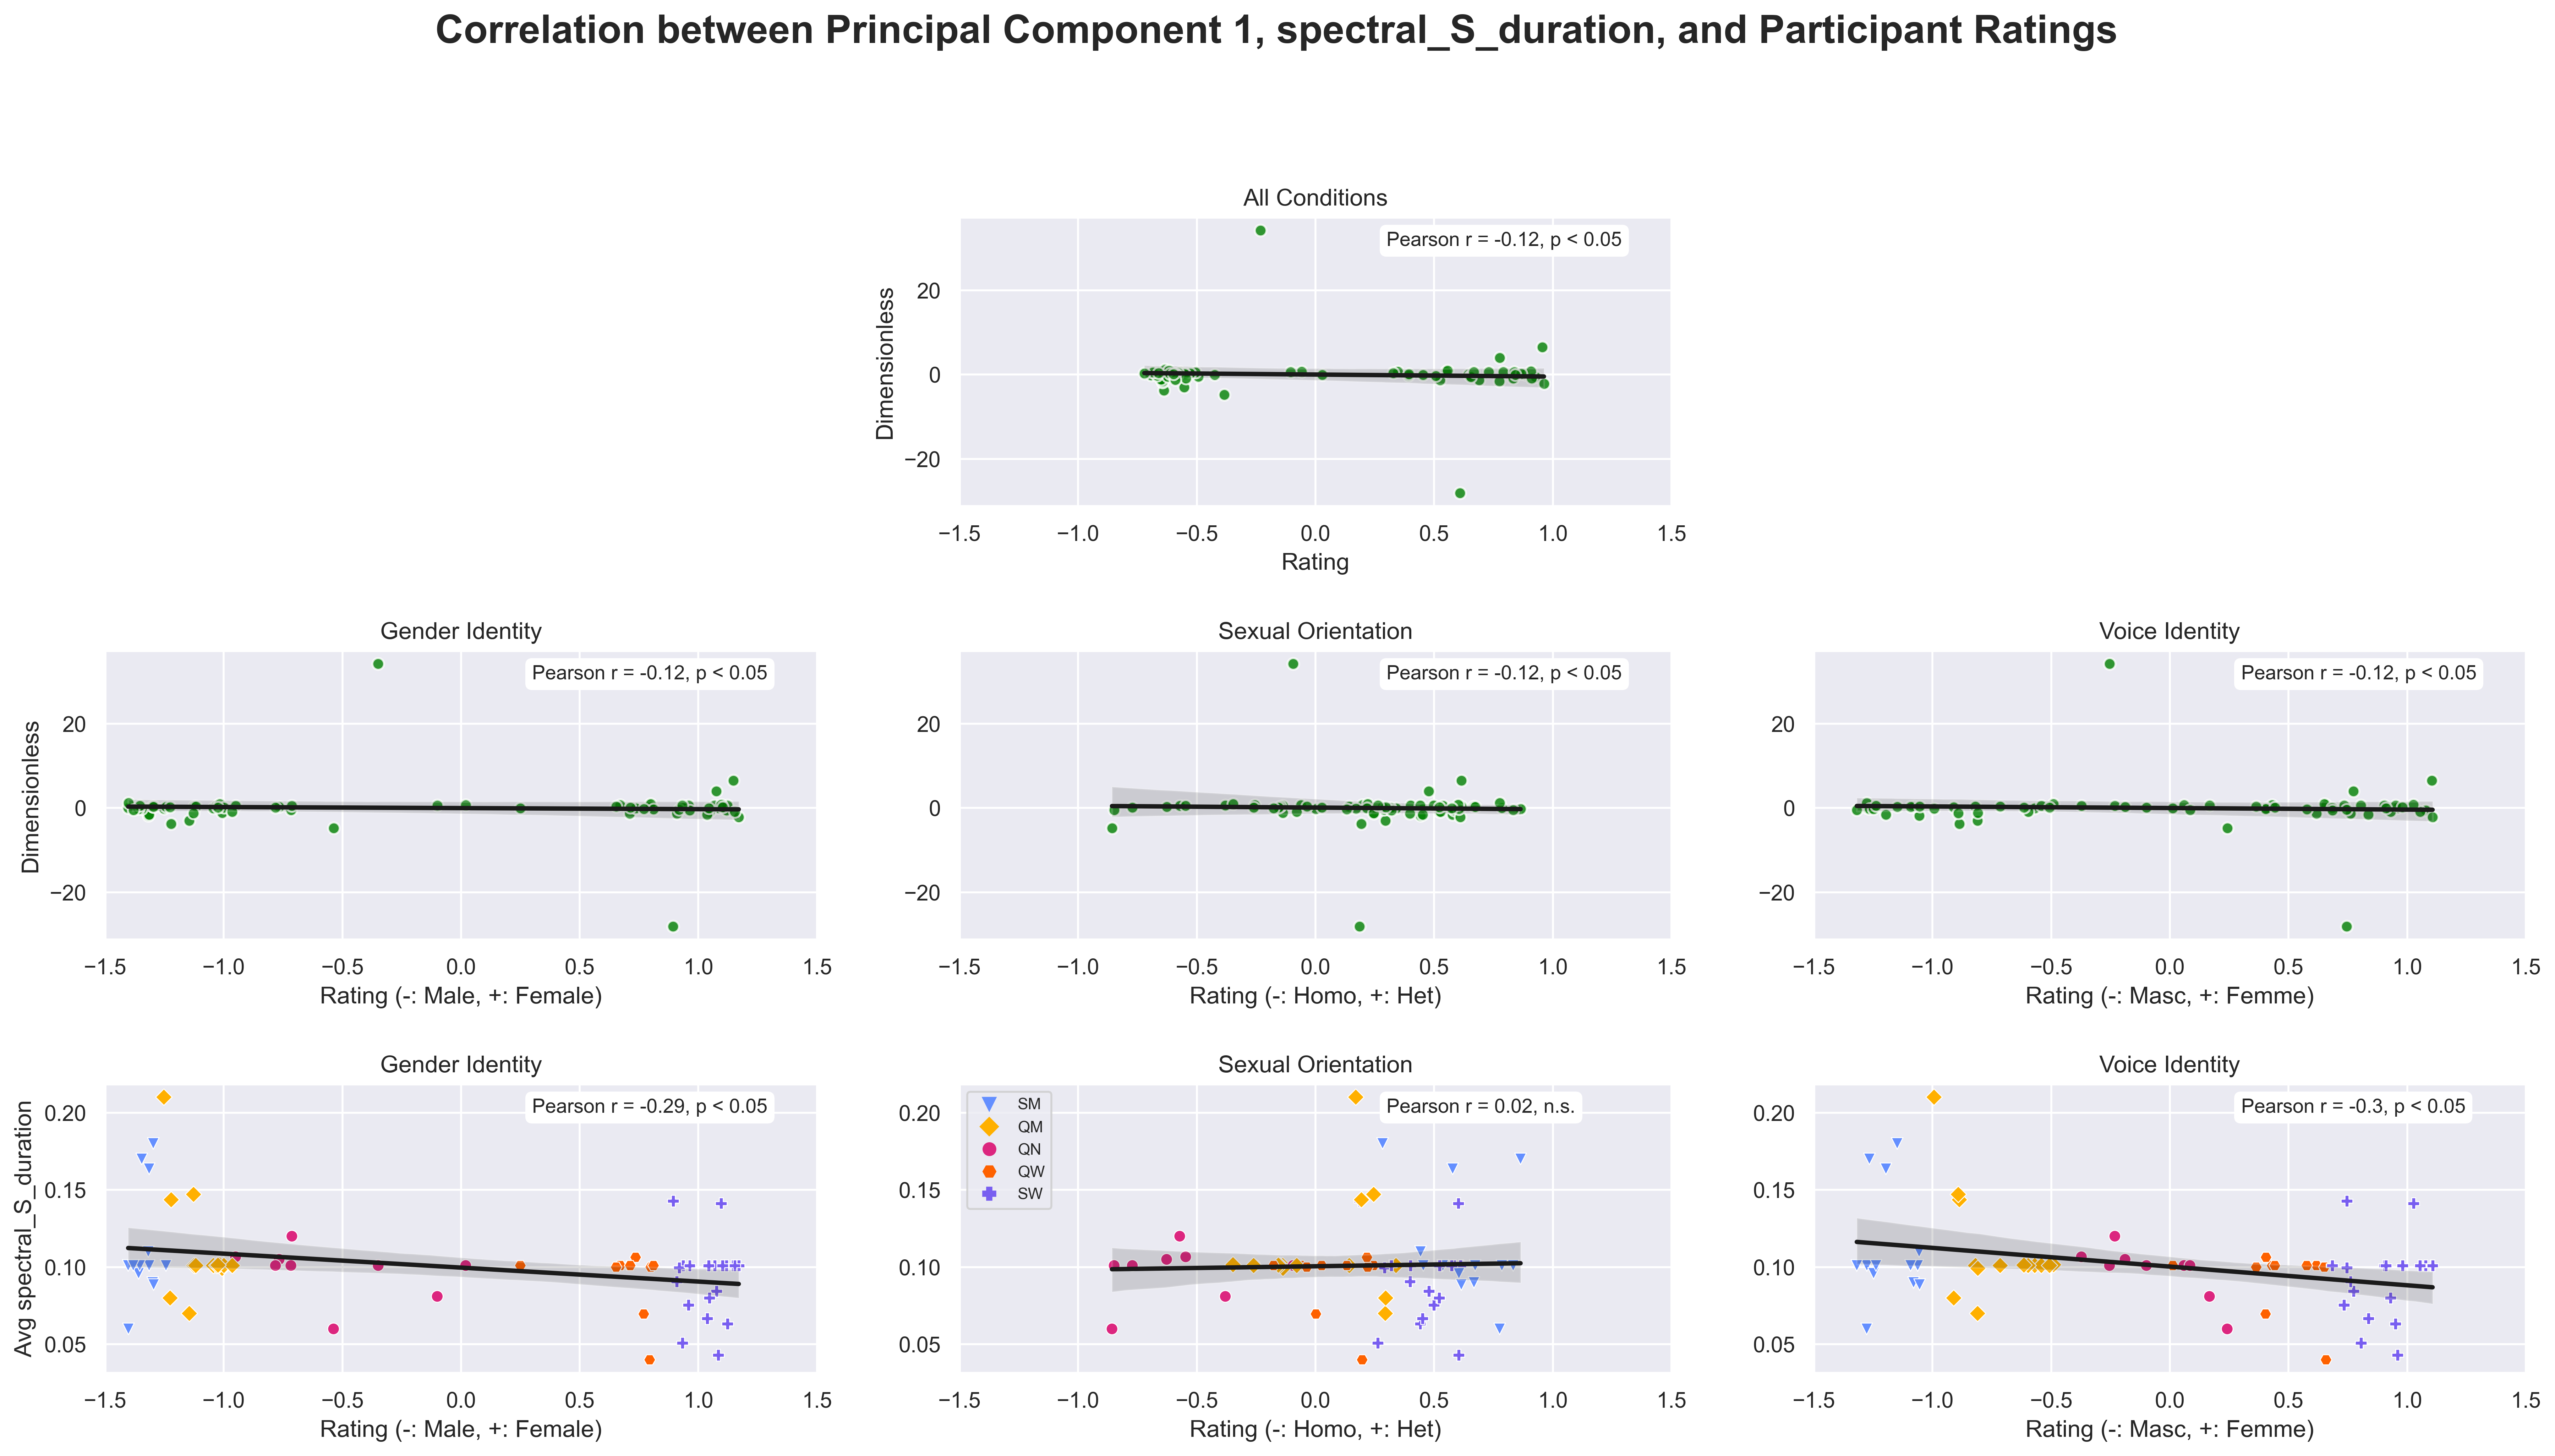 Correlation between Principal Component 1, spectral_S_duration, and Participant Ratings
All Conditions
Pearson r = -0.12, p < 0.05
Dimensionless
20
0
−20
−1.5 −1.0 −0.5 0.0 0.5 1.0 1.5
Rating
Gender Identity
Pearson r = -0.12, p < 0.05
Dimensionless
20
0
−20
−1.5 −1.0 −0.5 0.0 0.5 1.0 1.5
Rating (-: Male, +: Female)
Sexual Orientation
Pearson r = -0.12, p < 0.05
20
0
−20
−1.5 −1.0 −0.5 0.0 0.5 1.0 1.5
Rating (-: Homo, +: Het)
Voice Identity
Pearson r = -0.12, p < 0.05
20
0
−20
−1.5 −1.0 −0.5 0.0 0.5 1.0 1.5
Rating (-: Masc, +: Femme)
Gender Identity
Pearson r = -0.29, p < 0.05
Avg spectral_S_duration
0.20
0.15
0.10
0.05
−1.5 −1.0 −0.5 0.0 0.5 1.0 1.5
Rating (-: Male, +: Female)
Sexual Orientation
Pearson r = 0.02, n.s.
SM
QM
QN
QW
SW
0.20
0.15
0.10
0.05
−1.5 −1.0 −0.5 0.0 0.5 1.0 1.5
Rating (-: Homo, +: Het)
Voice Identity
Pearson r = -0.3, p < 0.05
0.20
0.15
0.10
0.05
−1.5 −1.0 −0.5 0.0 0.5 1.0 1.5
Rating (-: Masc, +: Femme)